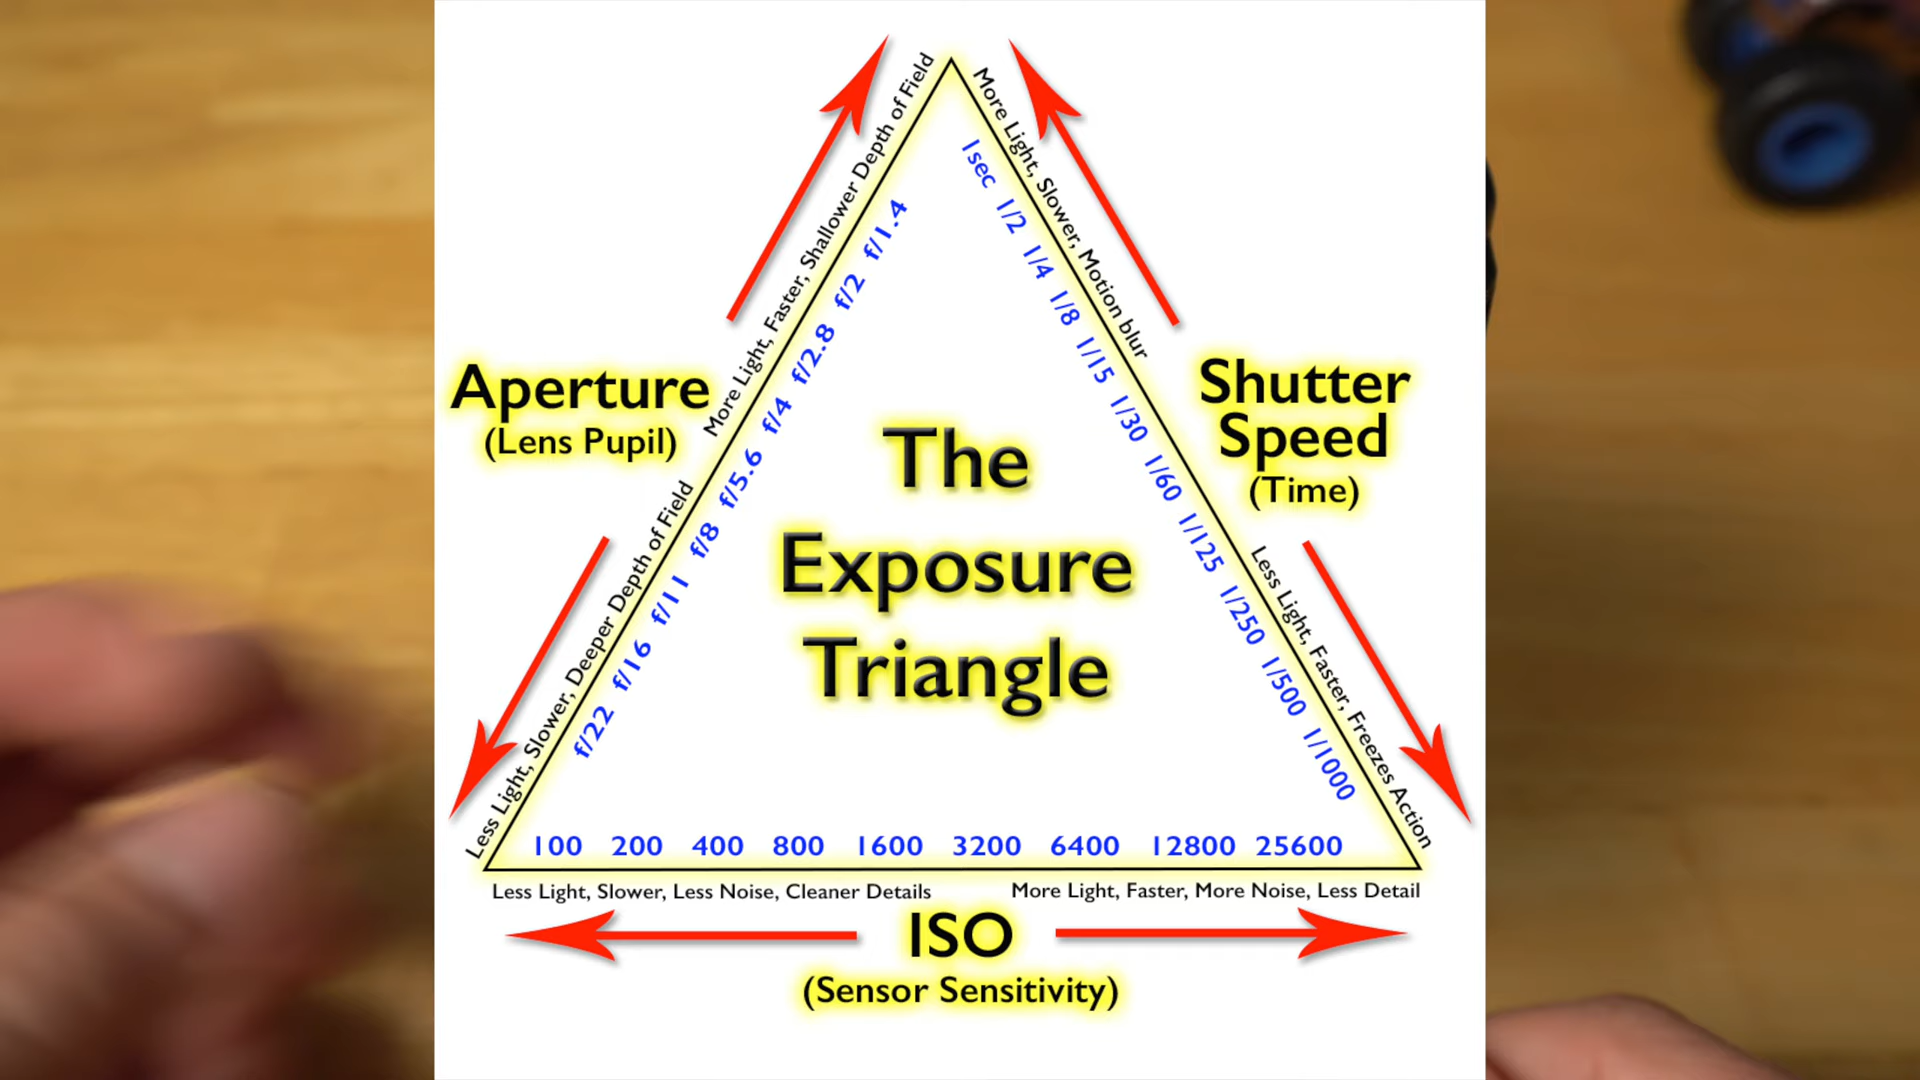 More Light, Faster, Shallower Depth of Field
More Light, Slower, Motion blur
1sec 1/2 1/4 1/8 1/15 1/30 1/60 1/125 1/250 1/500 1/1000
f/22 f/16 f/11 f/8 f/5.6 f/4 f/2.8 f/2 f/1.4
Aperture
(Lens Pupil)
Shutter
Speed
(Time)
The
Exposure
Triangle
Less Light, Slower, Deeper Depth of Field
Less Light, Faster, Freezes Action
100 200 400 800 1600 3200 6400 12800 25600
Less Light, Slower, Less Noise, Cleaner Details
More Light, Faster, More Noise, Less Detail
ISO
(Sensor Sensitivity)